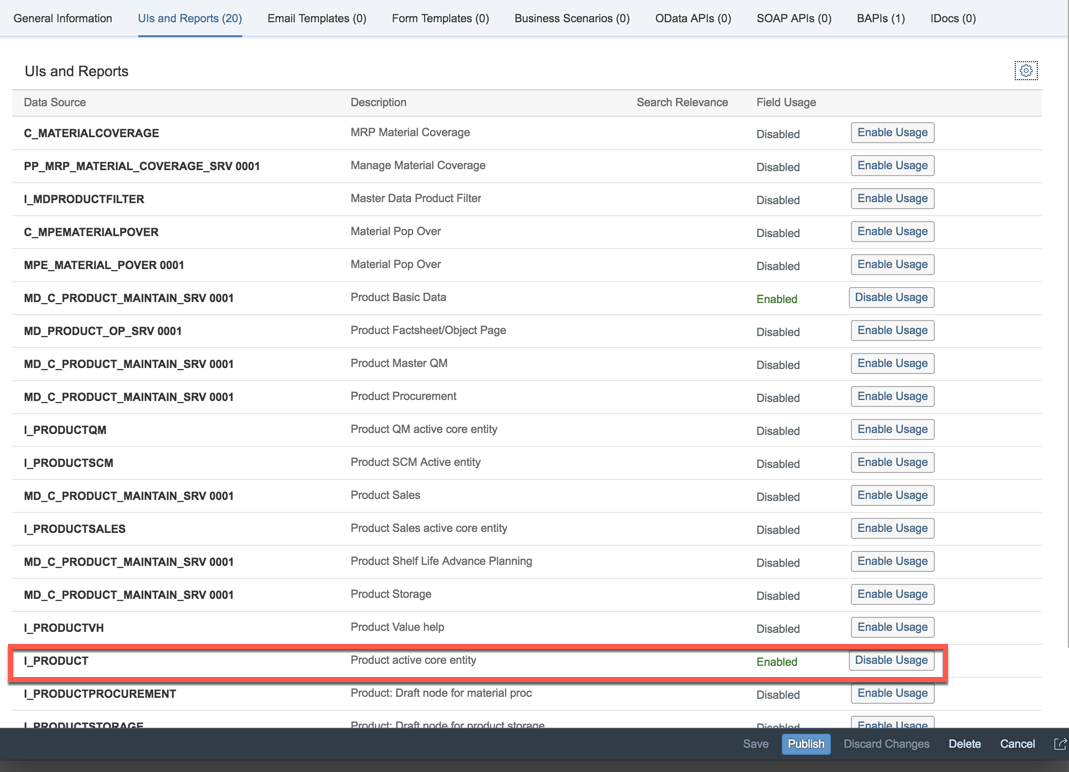 General Information UIs and Reports (20) Email Templates (0) Form Templates (0) Business Scenarios (0) OData APIs (0) SOAP APIs (0) BAPIs (1) IDocs (0)
UIs and Reports
Data Source Description Search Relevance Field Usage
C_MATERIALCOVERAGE MRP Material Coverage Disabled Enable Usage
PP_MRP_MATERIAL_COVERAGE_SRV 0001 Manage Material Coverage Disabled Enable Usage
I_MDPRODUCTFILTER Master Data Product Filter Disabled Enable Usage
C_MPEMATERIALPOVER Material Pop Over Disabled Enable Usage
MPE_MATERIAL_POVER 0001 Material Pop Over Disabled Enable Usage
MD_C_PRODUCT_MAINTAIN_SRV 0001 Product Basic Data Enabled Disable Usage
MD_PRODUCT_OP_SRV 0001 Product Factsheet/Object Page Disabled Enable Usage
MD_C_PRODUCT_MAINTAIN_SRV 0001 Product Master QM Disabled Enable Usage
MD_C_PRODUCT_MAINTAIN_SRV 0001 Product Procurement Disabled Enable Usage
I_PRODUCTQM Product QM active core entity Disabled Enable Usage
I_PRODUCTSCM Product SCM Active entity Disabled Enable Usage
MD_C_PRODUCT_MAINTAIN_SRV 0001 Product Sales Disabled Enable Usage
I_PRODUCTSALES Product Sales active core entity Disabled Enable Usage
MD_C_PRODUCT_MAINTAIN_SRV 0001 Product Shelf Life Advance Planning Disabled Enable Usage
MD_C_PRODUCT_MAINTAIN_SRV 0001 Product Storage Disabled Enable Usage
I_PRODUCTVH Product Value help Disabled Enable Usage
I_PRODUCT Product active core entity Enabled Disable Usage
I_PRODUCTPROCUREMENT Product: Draft node for material proc Disabled Enable Usage
I_PRODUCTSTORAGE Product: Draft node for product storage Disabled Enable Usage
Save Publish Discard Changes Delete Cancel